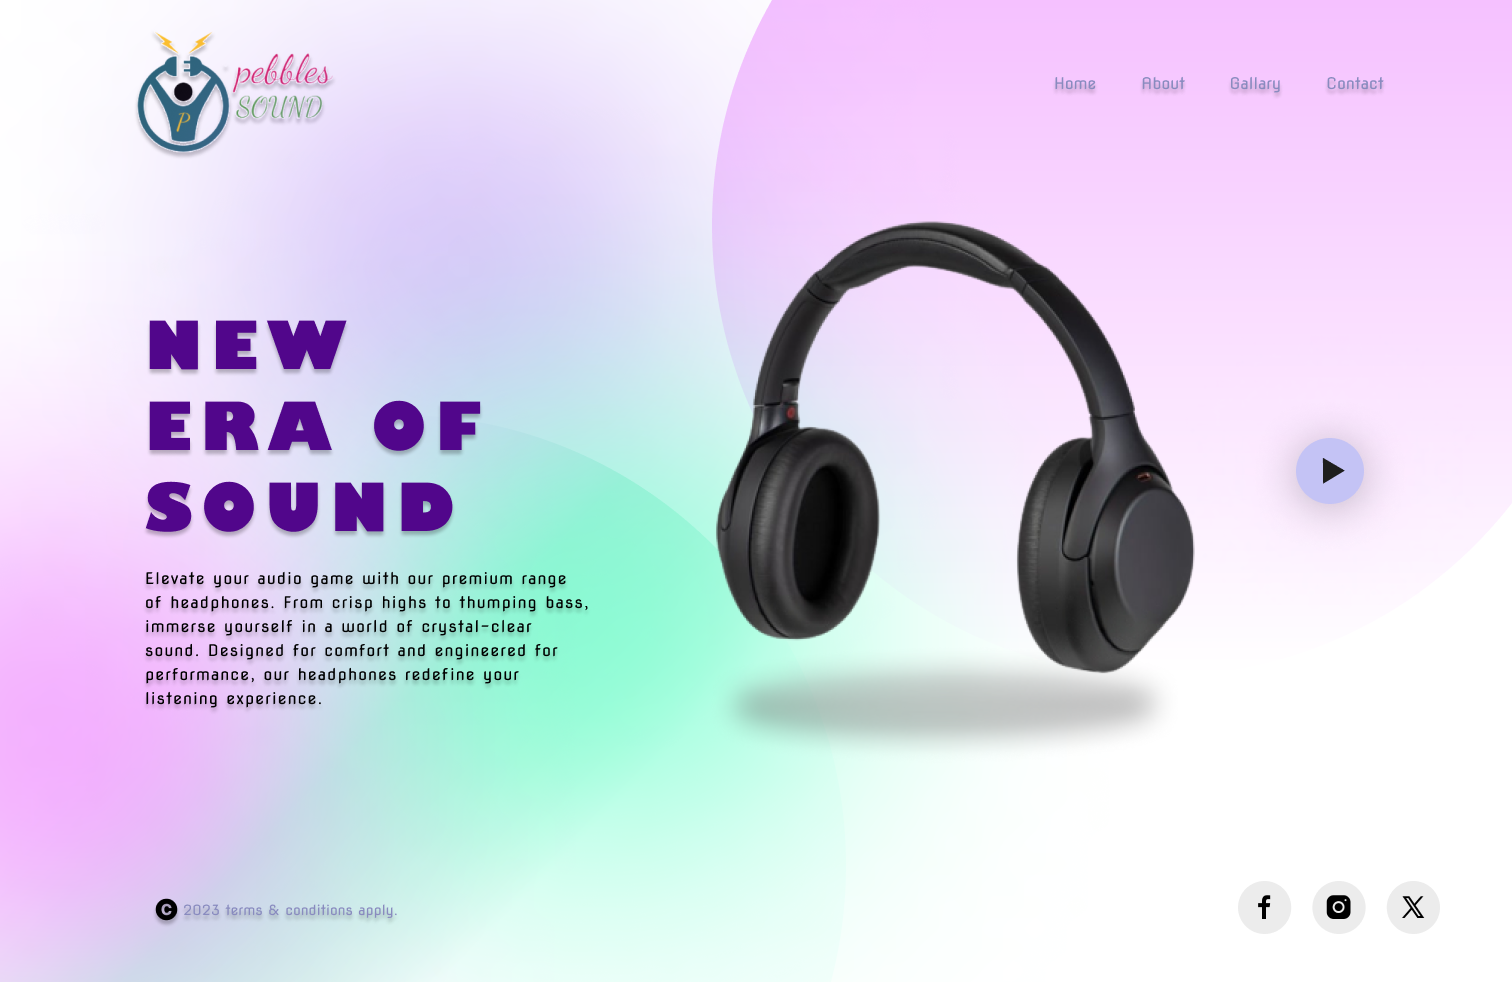 pebbles
SOUND
P
Home About Gallary Contact
NEW
ERA OF
SOUND
Elevate your audio game with our premium range
of headphones. From crisp highs to thumping bass,
immerse yourself in a world of crystal-clear
sound. Designed for comfort and engineered for
performance, our headphones redefine your
listening experience.
© 2023 terms & conditions apply.